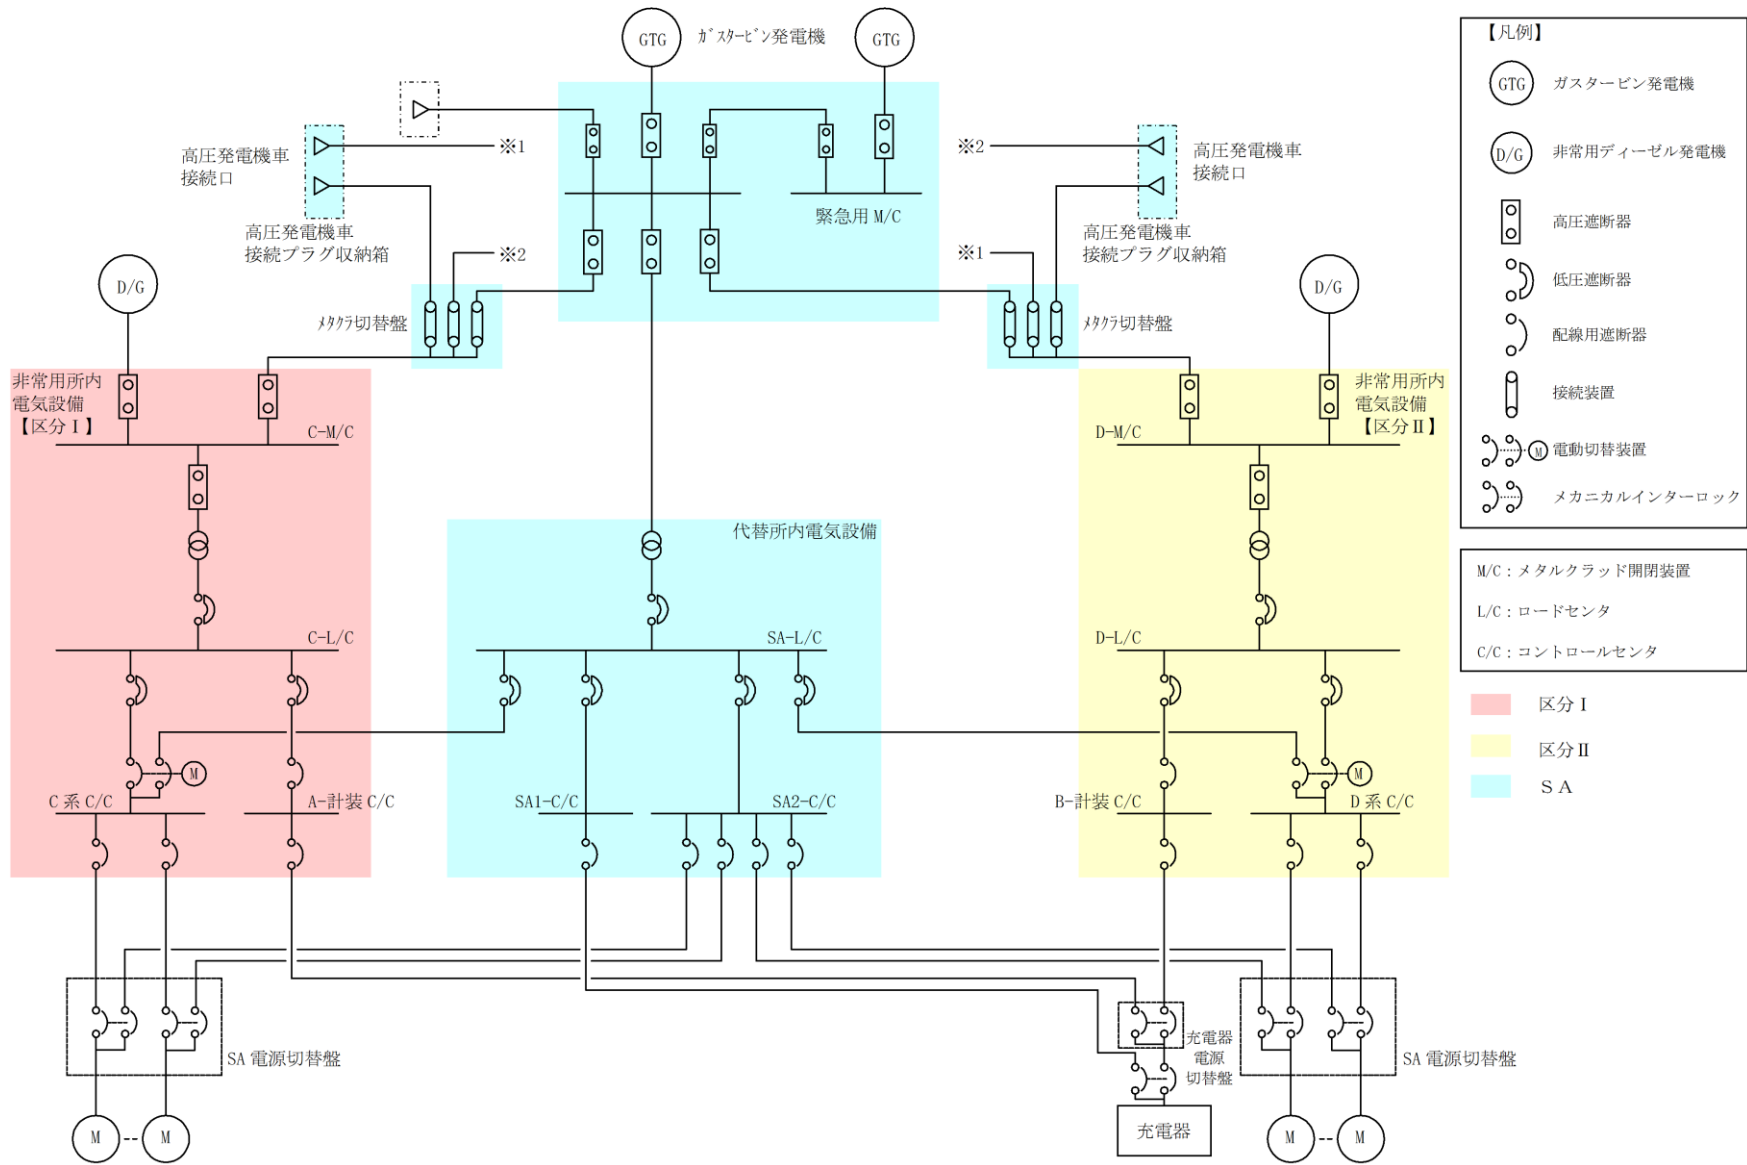 GTG
ガスタービン発電機
GTG
【凡例】
GTG
ガスタービン発電機
D/G
非常用ディーゼル発電機
高圧遮断器
低圧遮断器
配線用遮断器
接続装置
M
電動切替装置
メカニカルインターロック
M/C：メタルクラッド開閉装置
L/C：ロードセンタ
C/C：コントロールセンタ
区分Ⅰ
区分Ⅱ
ＳＡ
高圧発電機車
接続口
※1
※2
高圧発電機車
接続口
緊急用 M/C
高圧発電機車
接続プラグ収納箱
※2
※1
高圧発電機車
接続プラグ収納箱
D/G
D/G
メタクラ切替盤
メタクラ切替盤
非常用所内
電気設備
【区分Ⅰ】
C-M/C
D-M/C
非常用所内
電気設備
【区分Ⅱ】
代替所内電気設備
C-L/C
SA-L/C
D-L/C
M
M
C 系 C/C
A-計装 C/C
SA1-C/C
SA2-C/C
B-計装 C/C
D 系 C/C
SA 電源切替盤
充電器
電源
切替盤
SA 電源切替盤
M
M
充電器
M
M